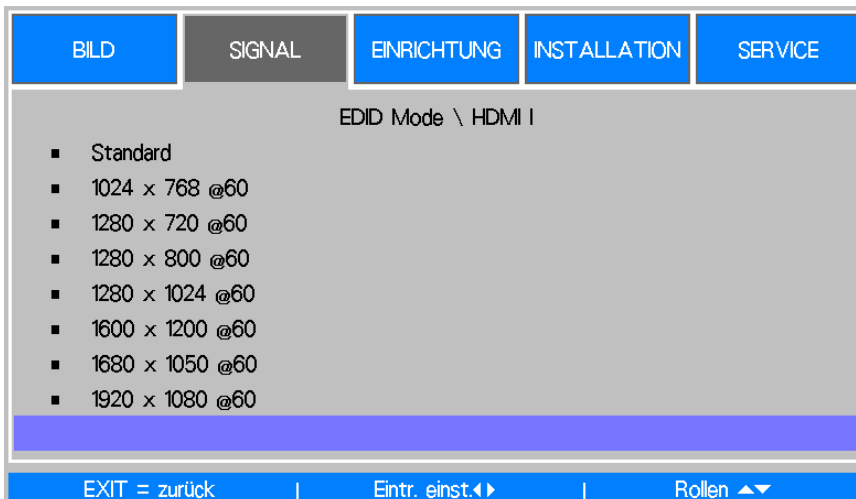 BILD SIGNAL EINRICHTUNG INSTALLATION SERVICE
EDID Mode \ HDMI I
▪ Standard
▪ 1024 x 768 @60
▪ 1280 x 720 @60
▪ 1280 x 800 @60
▪ 1280 x 1024 @60
▪ 1600 x 1200 @60
▪ 1680 x 1050 @60
▪ 1920 x 1080 @60
EXIT = zurück | Eintr. einst.◂▸ | Rollen ▲▼